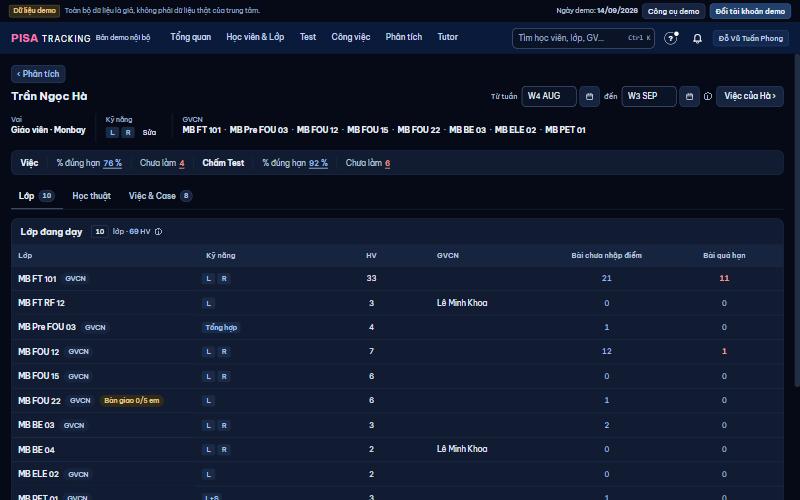 Dữ liệu demo Toàn bộ dữ liệu là giả, không phải dữ liệu thật của trung tâm. Ngày demo: 14/09/2026 Công cụ demo Đổi tài khoản demo
PISA TRACKING Bản demo nội bộ Tổng quan Học viên & Lớp Test Công việc Phân tích Tutor Tìm học viên, lớp, GV... Ctrl K ? Đỗ Vũ Tuấn Phong
‹ Phân tích
Trần Ngọc Hà Từ tuần W4 AUG đến W3 SEP Việc của Hà ›
Vai Kỹ năng GVCN
Giáo viên · Monbay L R Sửa MB FT 101 · MB Pre FOU 03 · MB FOU 12 · MB FOU 15 · MB FOU 22 · MB BE 03 · MB ELE 02 · MB PET 01
Việc % đúng hạn 76 % Chưa làm 4 Chấm Test % đúng hạn 92 % Chưa làm 6
Lớp 10 Học thuật Việc & Case 8
Lớp đang dạy 10 lớp · 69 HV
Lớp Kỹ năng HV GVCN Bài chưa nhập điểm Bài quá hạn
MB FT 101 GVCN L R 33 21 11
MB FT RF 12 L 3 Lê Minh Khoa 0 0
MB Pre FOU 03 GVCN Tổng hợp 4 1 0
MB FOU 12 GVCN L R 7 12 1
MB FOU 15 GVCN L R 6 0 0
MB FOU 22 GVCN Bàn giao 0/5 em L 6 1 0
MB BE 03 GVCN L R 3 2 0
MB BE 04 L R 2 Lê Minh Khoa 0 0
MB ELE 02 GVCN L 2 0 0
MB PET 01 GVCN L+S 3 1 0